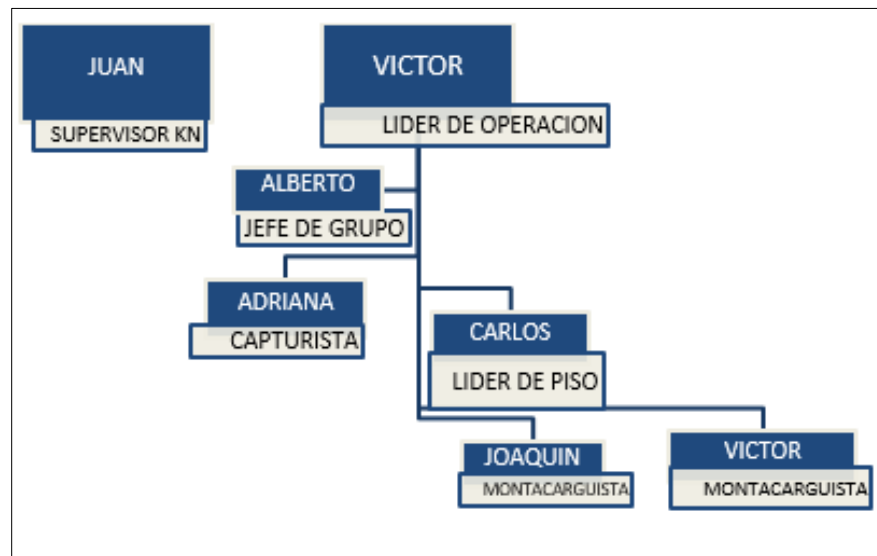 JUAN
SUPERVISOR KN
VICTOR
LIDER DE OPERACION
ALBERTO
JEFE DE GRUPO
ADRIANA
CAPTURISTA
CARLOS
LIDER DE PISO
JOAQUIN
MONTACARGUISTA
VICTOR
MONTACARGUISTA